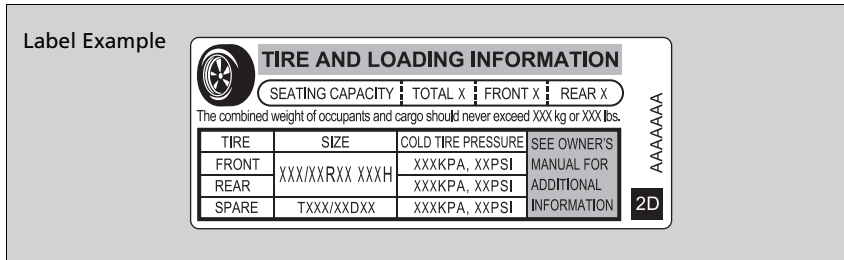 Label Example
TIRE AND LOADING INFORMATION
SEATING CAPACITY TOTAL X FRONT X REAR X
The combined weight of occupants and cargo should never exceed XXX kg or XXX lbs.
TIRE SIZE COLD TIRE PRESSURE SEE OWNER'S
FRONT XXX/XXRXX XXXH XXXKPA, XXPSI MANUAL FOR
REAR XXXKPA, XXPSI ADDITIONAL
SPARE TXXX/XXDXX XXXKPA, XXPSI INFORMATION
AAAAAAA
2D